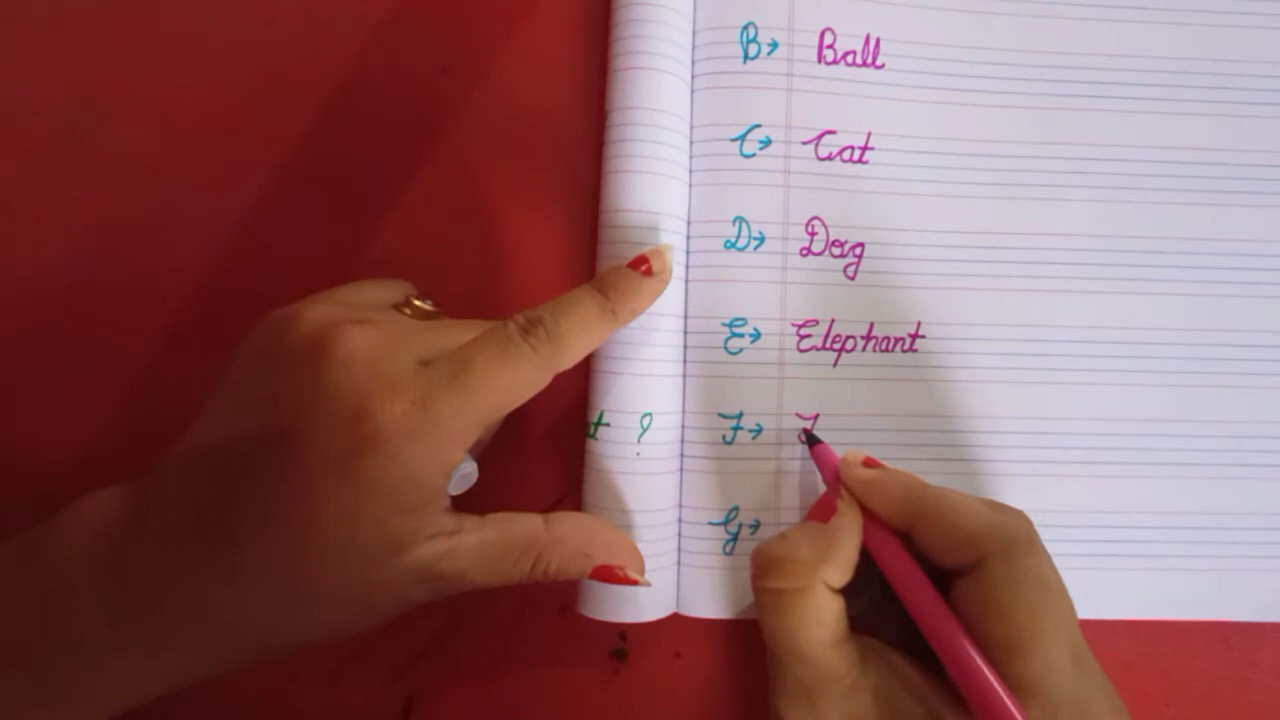 B→ Ball
C→ Cat
D→ Dog
E→ Elephant
t ? F→ F
G→